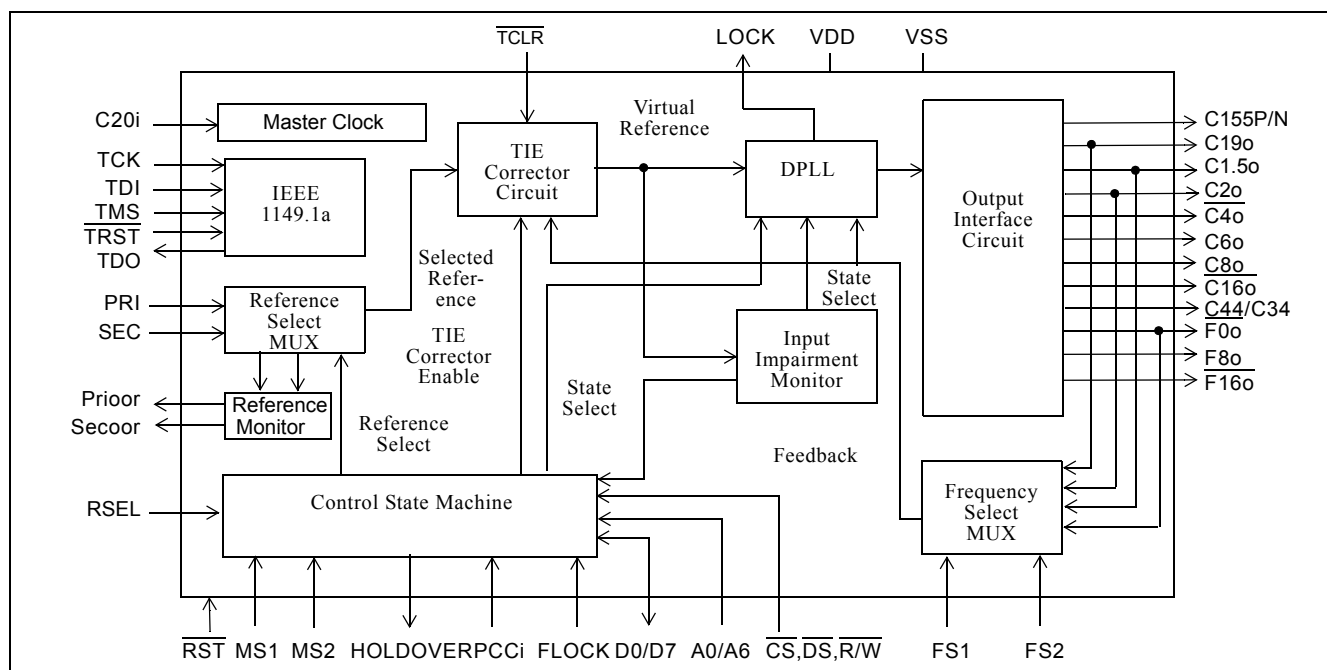 TCLR
LOCK
VDD
VSS
C20i
Master Clock
Virtual
Reference
TCK
TDI
TMS
TRST
TDO
IEEE
1149.1a
TIE
Corrector
Circuit
DPLL
Output
Interface
Circuit
C155P/N
C19o
C1.5o
C2o
C4o
C6o
C8o
C16o
C44/C34
F0o
F8o
F16o
PRI
SEC
Reference
Select
MUX
Selected
Refer-
ence
TIE
Corrector
Enable
State
Select
Input
Impairment
Monitor
Prioor
Secoor
Reference
Monitor
Reference
Select
State
Select
Feedback
RSEL
Control State Machine
Frequency
Select
MUX
RST
MS1
MS2
HOLDOVER
PCCi
FLOCK
D0/D7
A0/A6
CS,DS,R/W
FS1
FS2